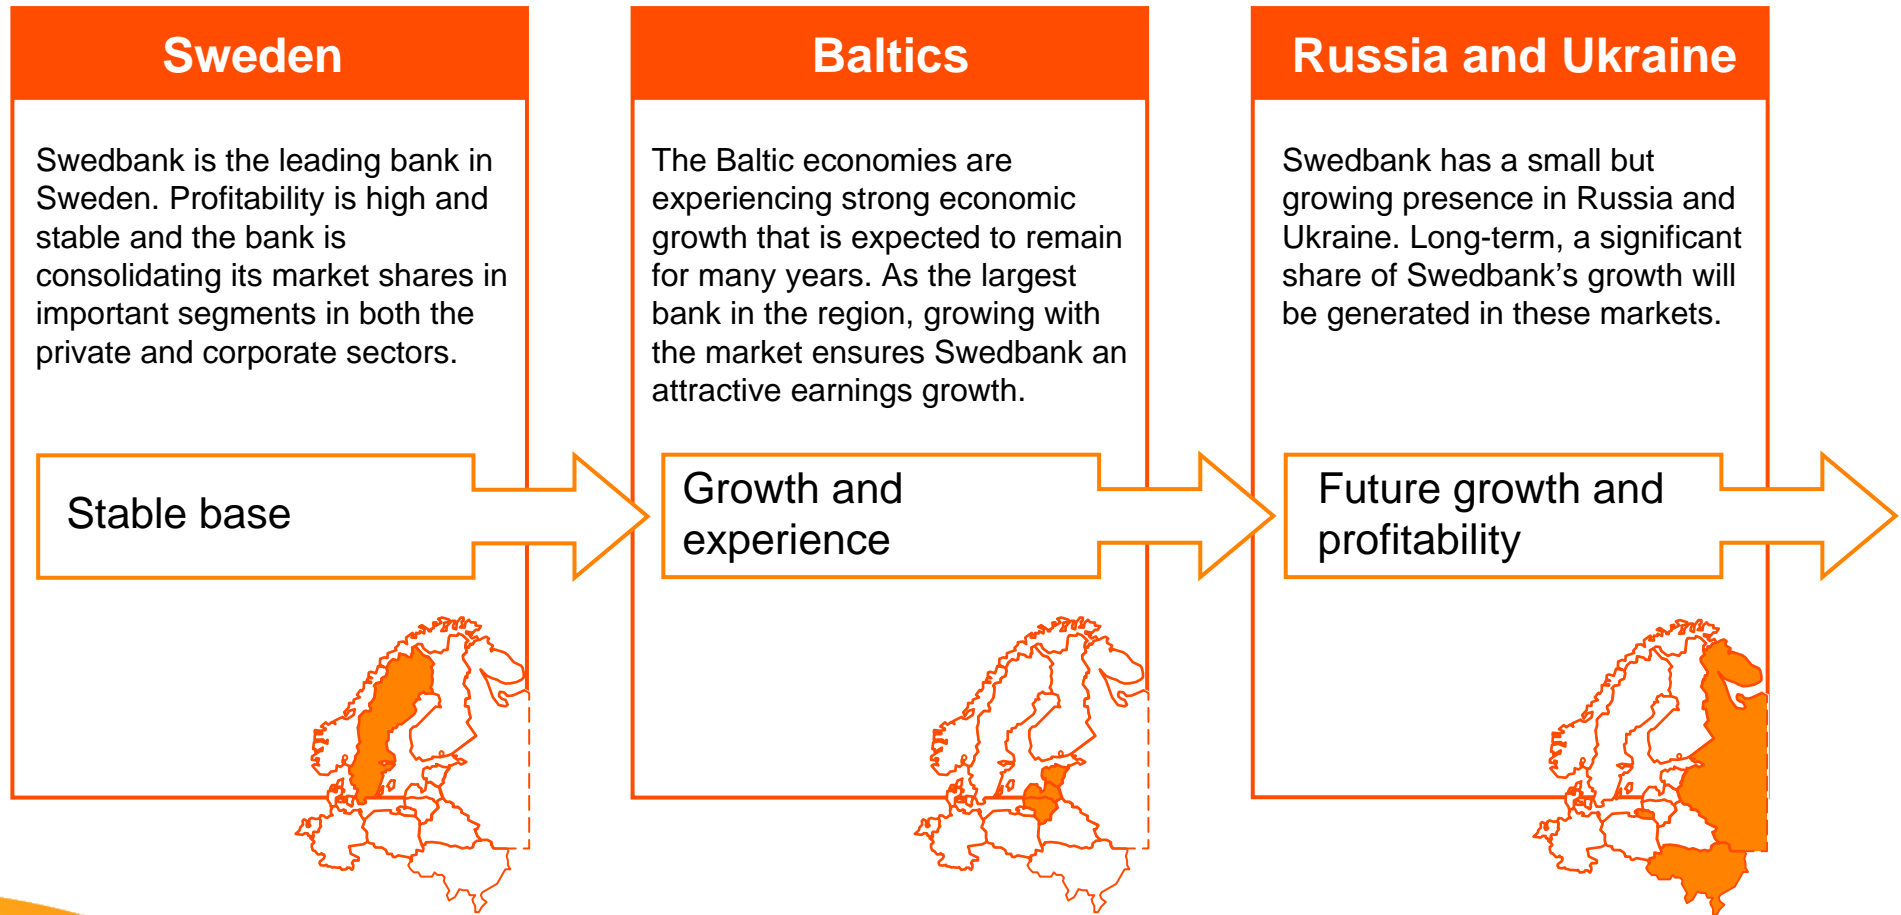 Sweden
Swedbank is the leading bank in
Sweden. Profitability is high and
stable and the bank is
consolidating its market shares in
important segments in both the
private and corporate sectors.
Stable base
Baltics
The Baltic economies are
experiencing strong economic
growth that is expected to remain
for many years. As the largest
bank in the region, growing with
the market ensures Swedbank an
attractive earnings growth.
Growth and
experience
Russia and Ukraine
Swedbank has a small but
growing presence in Russia and
Ukraine. Long-term, a significant
share of Swedbank’s growth will
be generated in these markets.
Future growth and
profitability